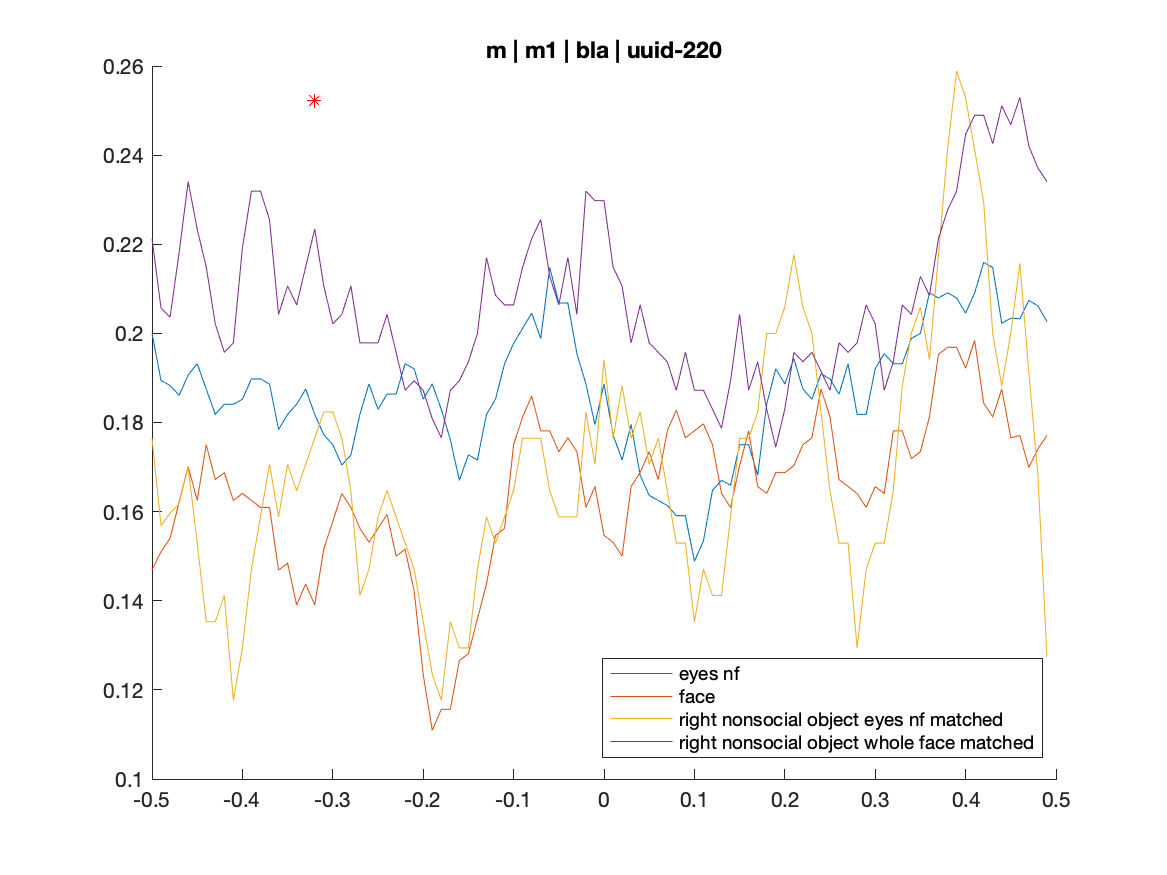 m | m1 | bla | uuid-220
0.26
0.24
0.22
0.2
0.18
0.16
0.14
0.12
0.1
-0.5 -0.4 -0.3 -0.2 -0.1 0 0.1 0.2 0.3 0.4 0.5
eyes nf
face
right nonsocial object eyes nf matched
right nonsocial object whole face matched